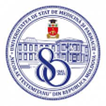 UNIVERSITATEA DE STAT DE MEDICINĂ ȘI FARMACIE
"NICOLAE TESTEMIȚANU" DIN REPUBLICA MOLDOVA
80